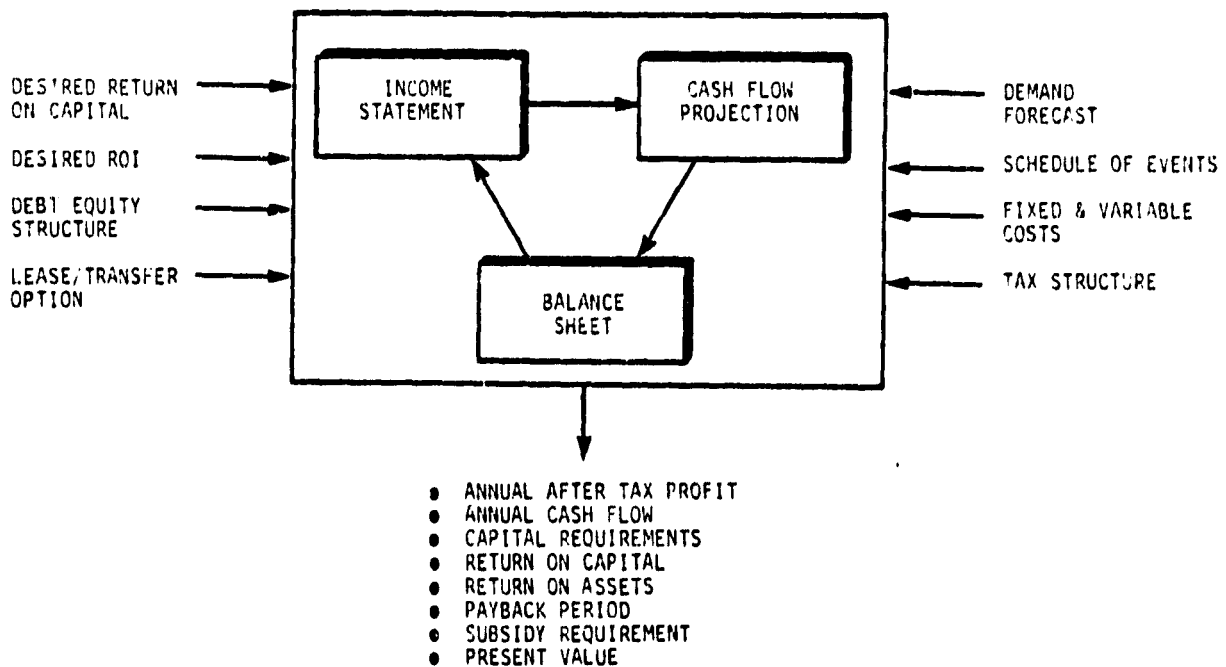 DESIRED RETURN
ON CAPITAL
DESIRED ROI
DEBT EQUITY
STRUCTURE
LEASE/TRANSFER
OPTION
INCOME
STATEMENT
CASH FLOW
PROJECTION
BALANCE
SHEET
DEMAND
FORECAST
SCHEDULE OF EVENTS
FIXED & VARIABLE
COSTS
TAX STRUCTURE
• ANNUAL AFTER TAX PROFIT
• ANNUAL CASH FLOW
• CAPITAL REQUIREMENTS
• RETURN ON CAPITAL
• RETURN ON ASSETS
• PAYBACK PERIOD
• SUBSIDY REQUIREMENT
• PRESENT VALUE